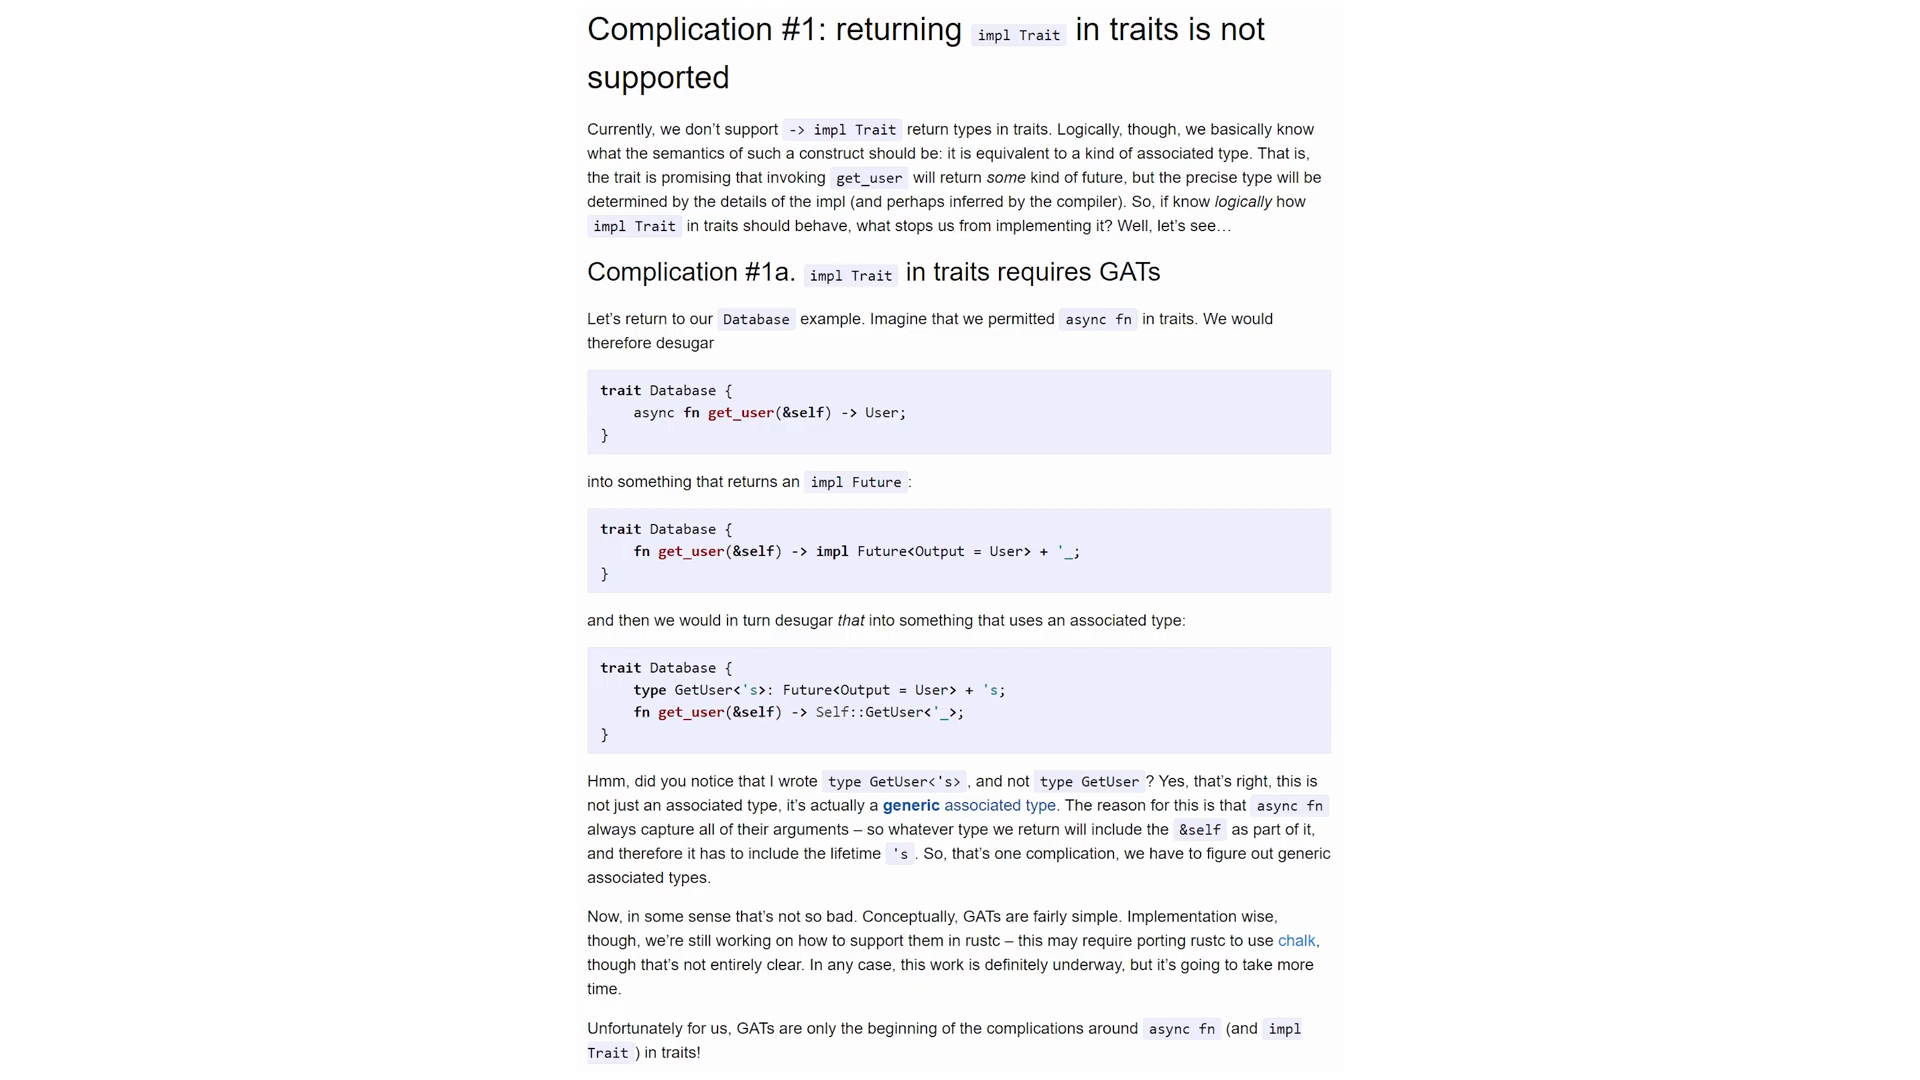 Complication #1: returning impl Trait in traits is not
supported
Currently, we don’t support -> impl Trait return types in traits. Logically, though, we basically know
what the semantics of such a construct should be: it is equivalent to a kind of associated type. That is,
the trait is promising that invoking get_user will return some kind of future, but the precise type will be
determined by the details of the impl (and perhaps inferred by the compiler). So, if know logically how
impl Trait in traits should behave, what stops us from implementing it? Well, let’s see…
Complication #1a. impl Trait in traits requires GATs
Let’s return to our Database example. Imagine that we permitted async fn in traits. We would
therefore desugar
trait Database {
    async fn get_user(&self) -> User;
}
into something that returns an impl Future:
trait Database {
    fn get_user(&self) -> impl Future<Output = User> + '_;
}
and then we would in turn desugar that into something that uses an associated type:
trait Database {
    type GetUser<'s>: Future<Output = User> + 's;
    fn get_user(&self) -> Self::GetUser<'_>;
}
Hmm, did you notice that I wrote type GetUser<'s>, and not type GetUser? Yes, that’s right, this is
not just an associated type, it’s actually a generic associated type. The reason for this is that async fn
always capture all of their arguments – so whatever type we return will include the &self as part of it,
and therefore it has to include the lifetime 's. So, that’s one complication, we have to figure out generic
associated types.
Now, in some sense that’s not so bad. Conceptually, GATs are fairly simple. Implementation wise,
though, we’re still working on how to support them in rustc – this may require porting rustc to use chalk,
though that’s not entirely clear. In any case, this work is definitely underway, but it’s going to take more
time.
Unfortunately for us, GATs are only the beginning of the complications around async fn (and impl
Trait) in traits!